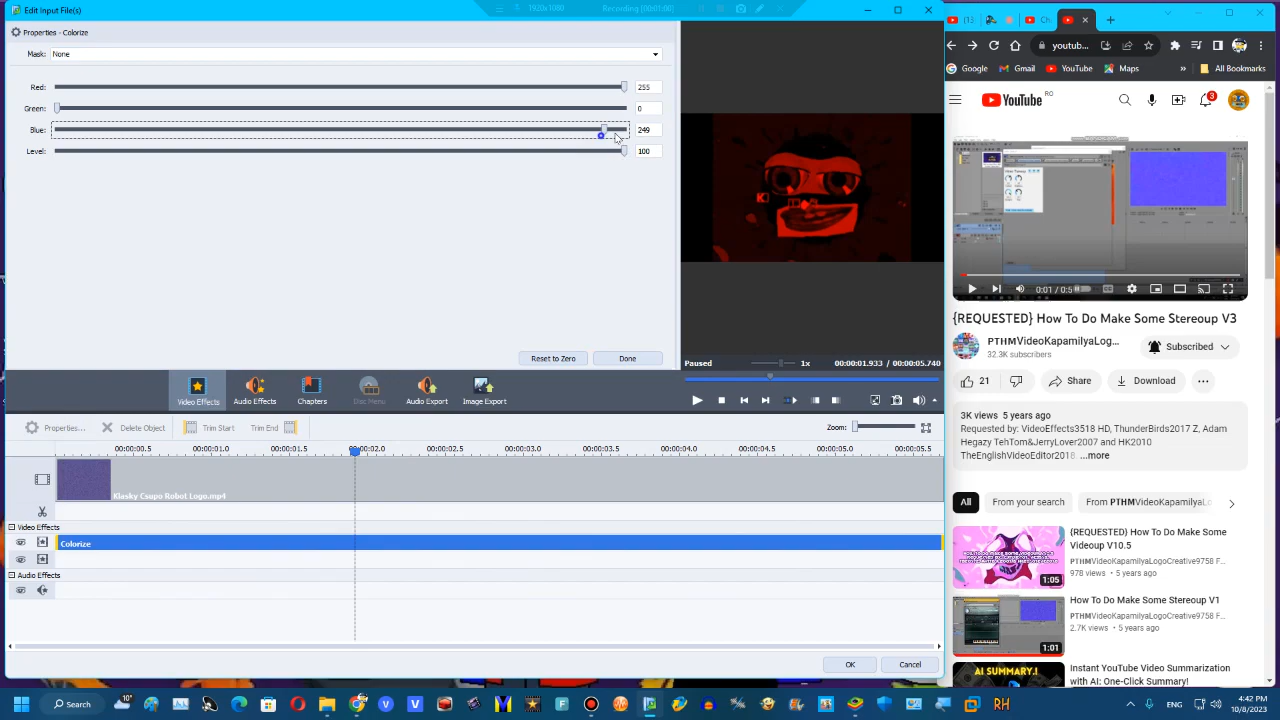 Edit Input File(s)
1920x1080
Recording [00:01:00]
Properties - Colorize
Mask: None
Red: 255
Green: 0
Blue: 249
Level: 100
Reset to Zero
Done
Paused
1x
00:00:01.933 / 00:00:05.740
Video Effects
Audio Effects
Chapters
Disc Menu
Audio Export
Image Export
Properties...
Delete Object
Trim Start
Trim End
Zoom:
00:00:00.5 00:00:01.0 00:00:01.5 00:00:02.0 00:00:02.5 00:00:03.0 00:00:03.5 00:00:04.0 00:00:04.5 00:00:05.0 00:00:05.5
Klasky Csupo Robot Logo.mp4
Video Effects
Colorize
Audio Effects
OK
Cancel
(13
Ch
youtub...
Google
Gmail
YouTube
Maps
All Bookmarks
YouTube RO
3
0:01 / 0:5
{REQUESTED} How To Do Make Some Stereoup V3
PTHMVideoKapamilyaLog...
32.3K subscribers
Subscribed
21
Share
Download
3K views 5 years ago
Requested by: VideoEffects3518 HD, ThunderBirds2017 Z, Adam
Hegazy TehTom&JerryLover2007 and HK2010
TheEnglishVideoEditor2018 ...more
All
From your search
From PTHMVideoKapamilyaLo
{REQUESTED} How To Do Make Some
Videoup V10.5
PTHMVideoKapamilyaLogoCreative9758 F...
978 views • 5 years ago
1:05
How To Do Make Some Stereoup V1
PTHMVideoKapamilyaLogoCreative9758 F...
2.7K views • 5 years ago
1:01
Instant YouTube Video Summarization
with AI: One-Click Summary!
AI SUMMARY.!
10°
Search
RH
ENG
4:42 PM
10/8/2023